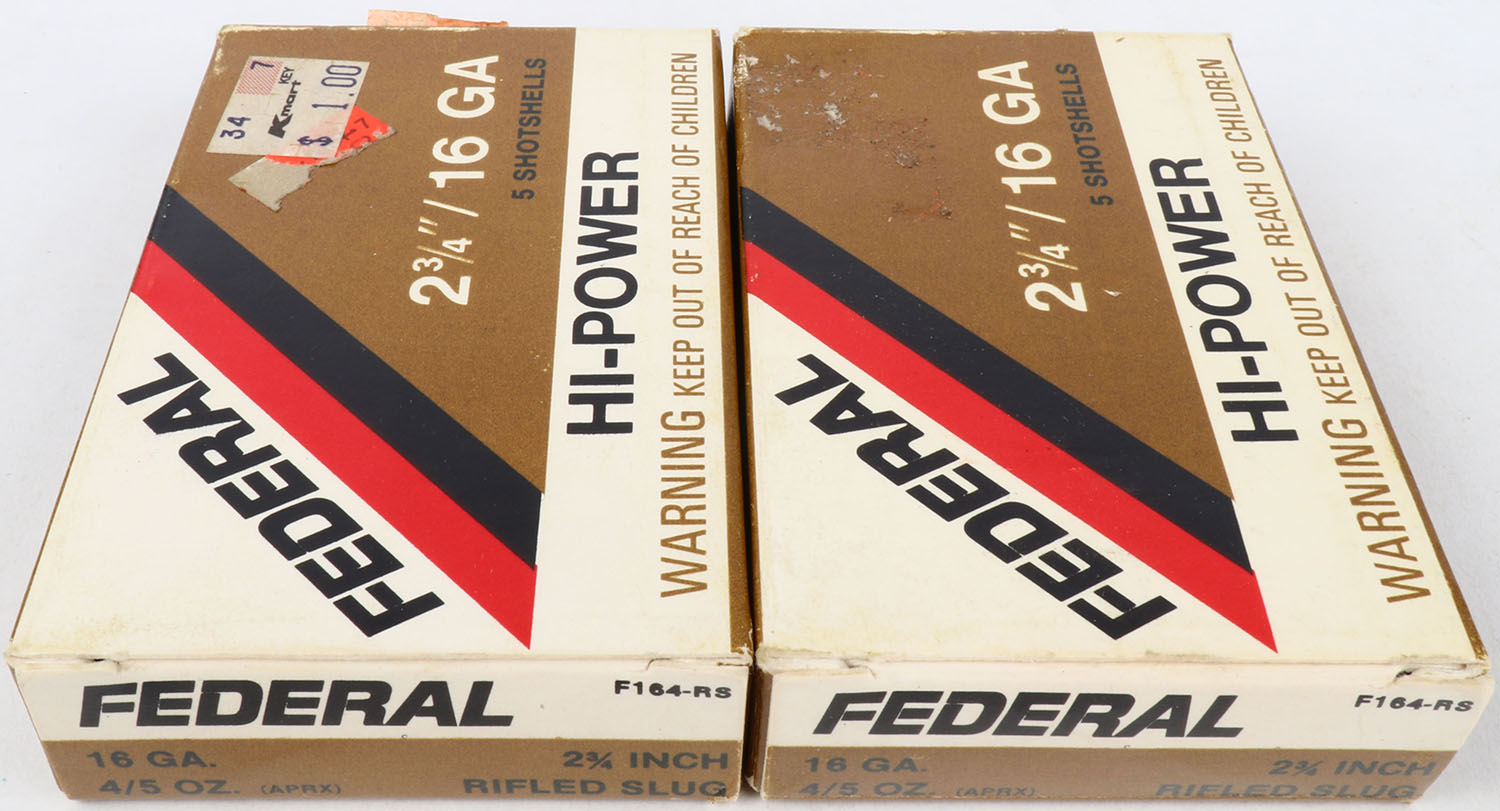 34 7
Kmart KEY
$ 1.00
2¾"/16 GA
5 SHOTSHELLS
HI-POWER
WARNING KEEP OUT OF REACH OF CHILDREN
FEDERAL
FEDERAL F164-RS
16 GA. 2¾ INCH
4/5 OZ. (APRX) RIFLED SLUG
2¾"/16 GA
5 SHOTSHELLS
HI-POWER
WARNING KEEP OUT OF REACH OF CHILDREN
FEDERAL
FEDERAL F164-RS
16 GA. 2¾ INCH
4/5 OZ. (APRX) RIFLED SLUG